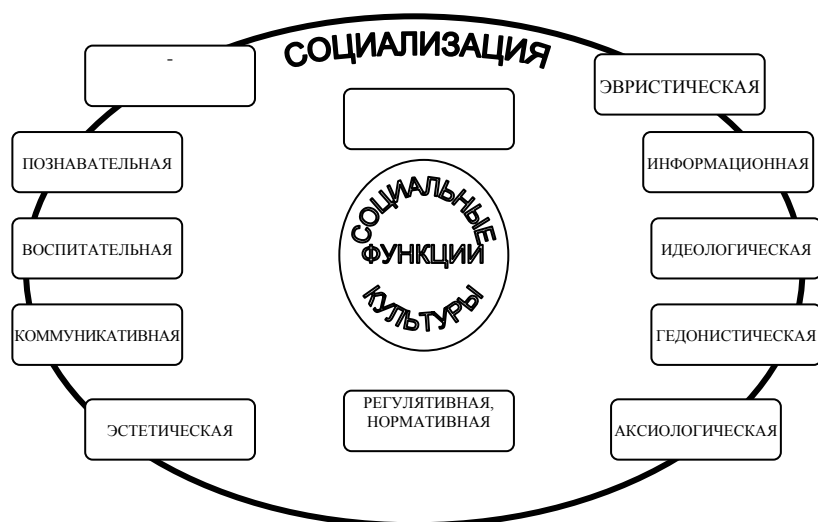 СОЦИАЛИЗАЦИЯ
-
ЭВРИСТИЧЕСКАЯ
ПОЗНАВАТЕЛЬНАЯ
ИНФОРМАЦИОННАЯ
СОЦИАЛЬНЫЕ
ФУНКЦИИ
КУЛЬТУРЫ
ВОСПИТАТЕЛЬНАЯ
ИДЕОЛОГИЧЕСКАЯ
КОММУНИКАТИВНАЯ
ГЕДОНИСТИЧЕСКАЯ
ЭСТЕТИЧЕСКАЯ
РЕГУЛЯТИВНАЯ,
НОРМАТИВНАЯ
АКСИОЛОГИЧЕСКАЯ